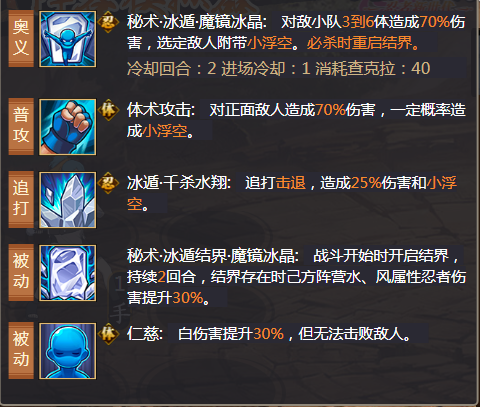 奥义
忍
秘术·冰遁·魔镜冰晶： 对敌小队3到6体造成70%伤
害，选定敌人附带小浮空。必杀时重启结界。
冷却回合：2 进场冷却：1 消耗查克拉：40
普攻
体
体术攻击： 对正面敌人造成70%伤害，一定概率造
成小浮空。
追打
忍
冰遁·千杀水翔： 追打击退，造成25%伤害和小浮
空。
被动
秘术·冰遁结界·魔镜冰晶： 战斗开始时开启结界，
持续2回合，结界存在时己方阵营水、风属性忍者伤
害提升30%。
被动
体
仁慈： 白伤害提升30%，但无法击败敌人。